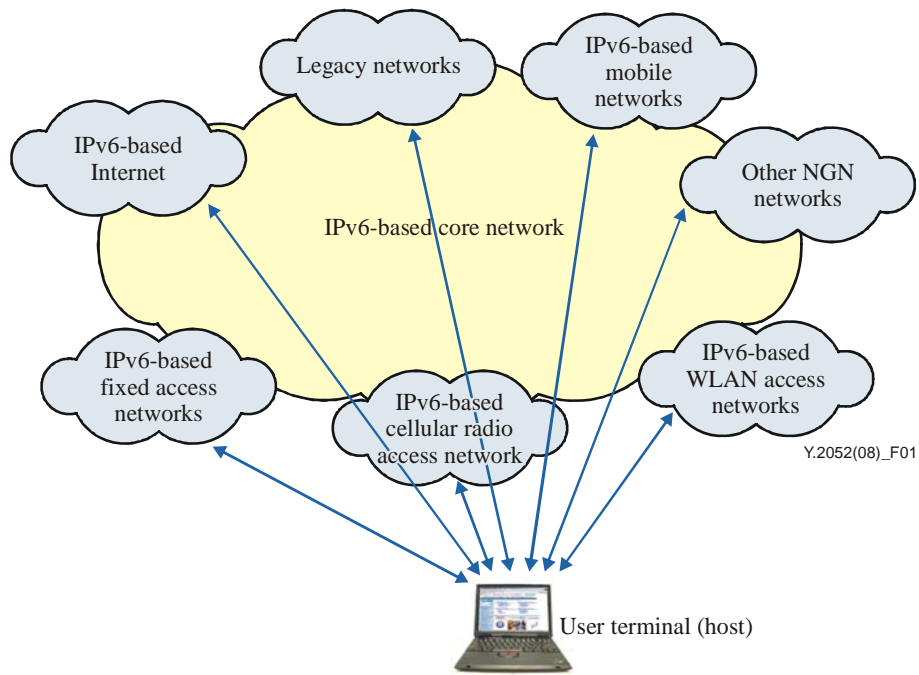 Legacy networks
IPv6-based
mobile
networks
IPv6-based
Internet
Other NGN
networks
IPv6-based core network
IPv6-based
fixed access
networks
IPv6-based
cellular radio
access network
IPv6-based
WLAN access
networks
Y.2052(08)_F01
User terminal (host)